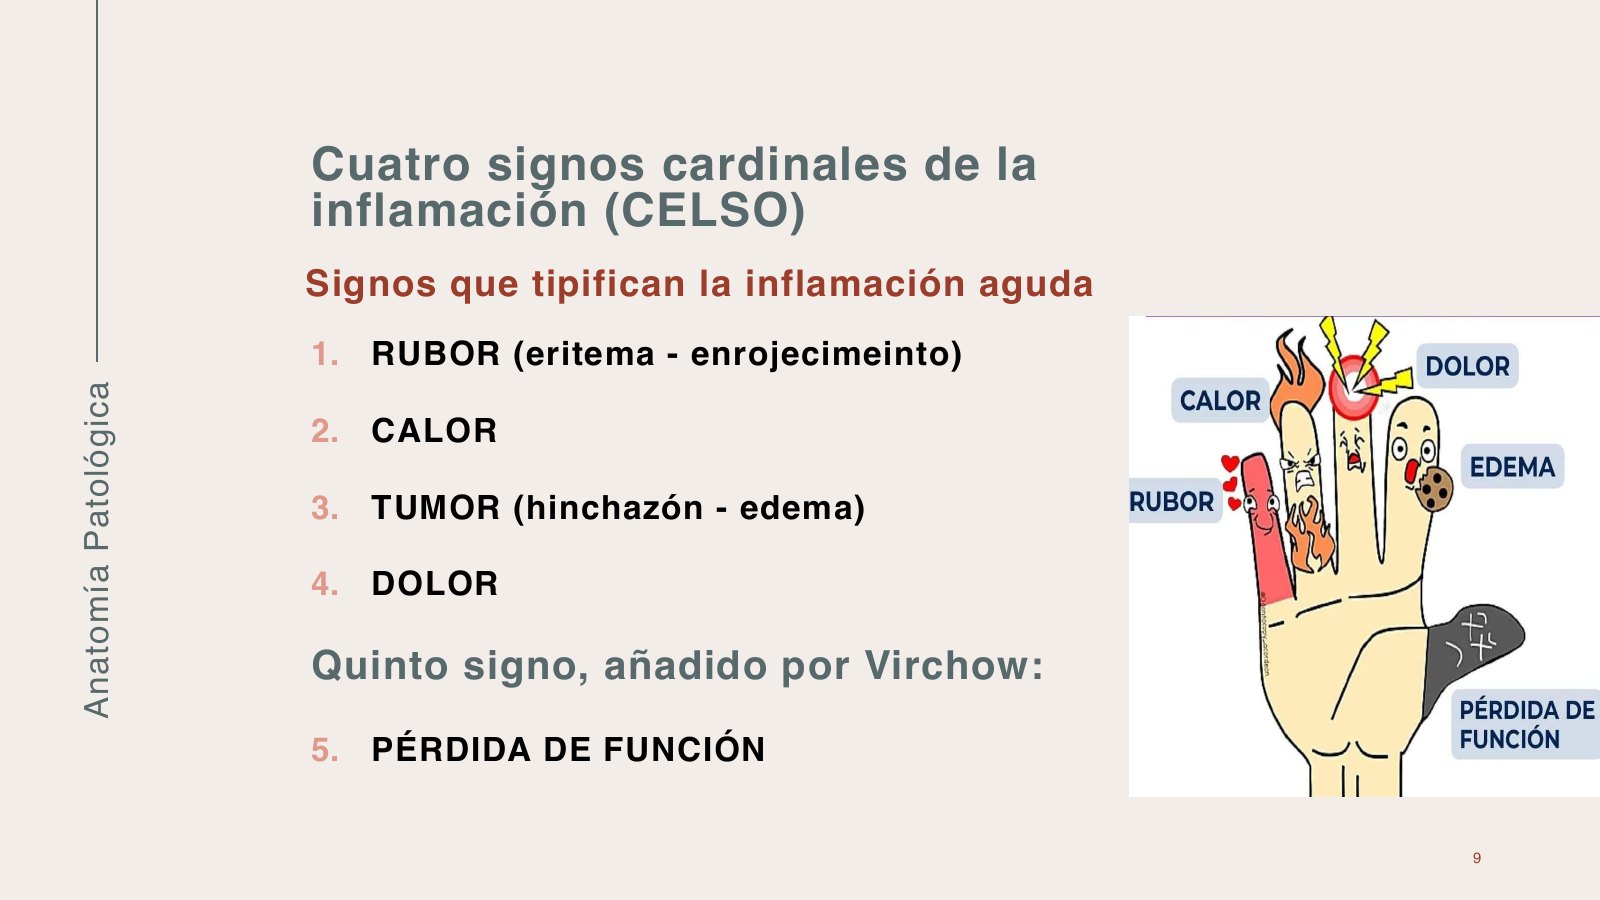 Anatomía Patológica
Cuatro signos cardinales de la
inflamación (CELSO)
Signos que tipifican la inflamación aguda
1. RUBOR (eritema - enrojecimeinto)
2. CALOR
3. TUMOR (hinchazón - edema)
4. DOLOR
Quinto signo, añadido por Virchow:
5. PÉRDIDA DE FUNCIÓN
DOLOR
CALOR
EDEMA
RUBOR
PÉRDIDA DE
FUNCIÓN
9